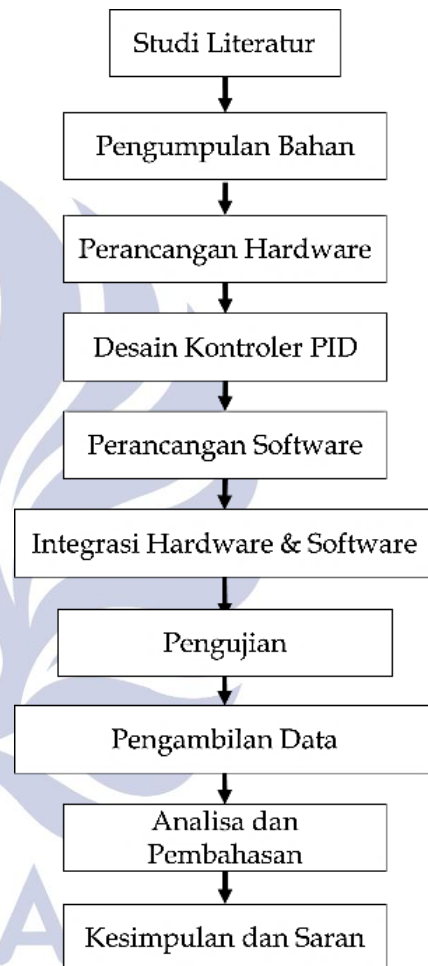 Studi Literatur
Pengumpulan Bahan
Perancangan Hardware
Desain Kontroler PID
Perancangan Software
Integrasi Hardware & Software
Pengujian
Pengambilan Data
Analisa dan
Pembahasan
Kesimpulan dan Saran
A